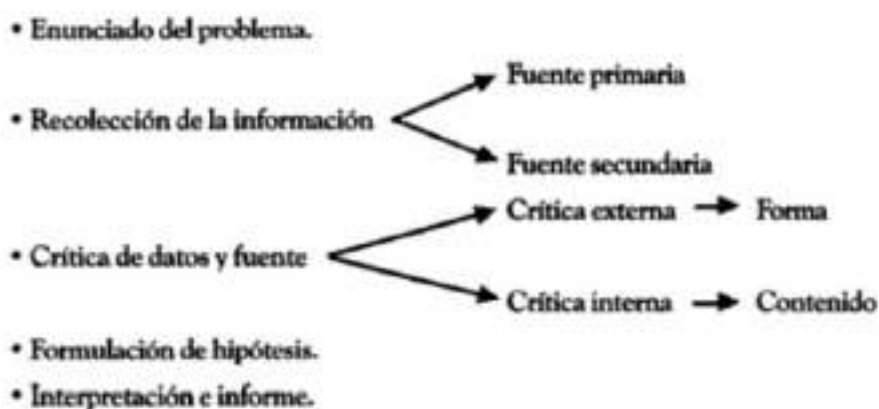 • Enunciado del problema.
Fuente primaria
• Recolección de la información
Fuente secundaria
Crítica externa → Forma
• Crítica de datos y fuente
Crítica interna → Contenido
• Formulación de hipótesis.
• Interpretación e informe.